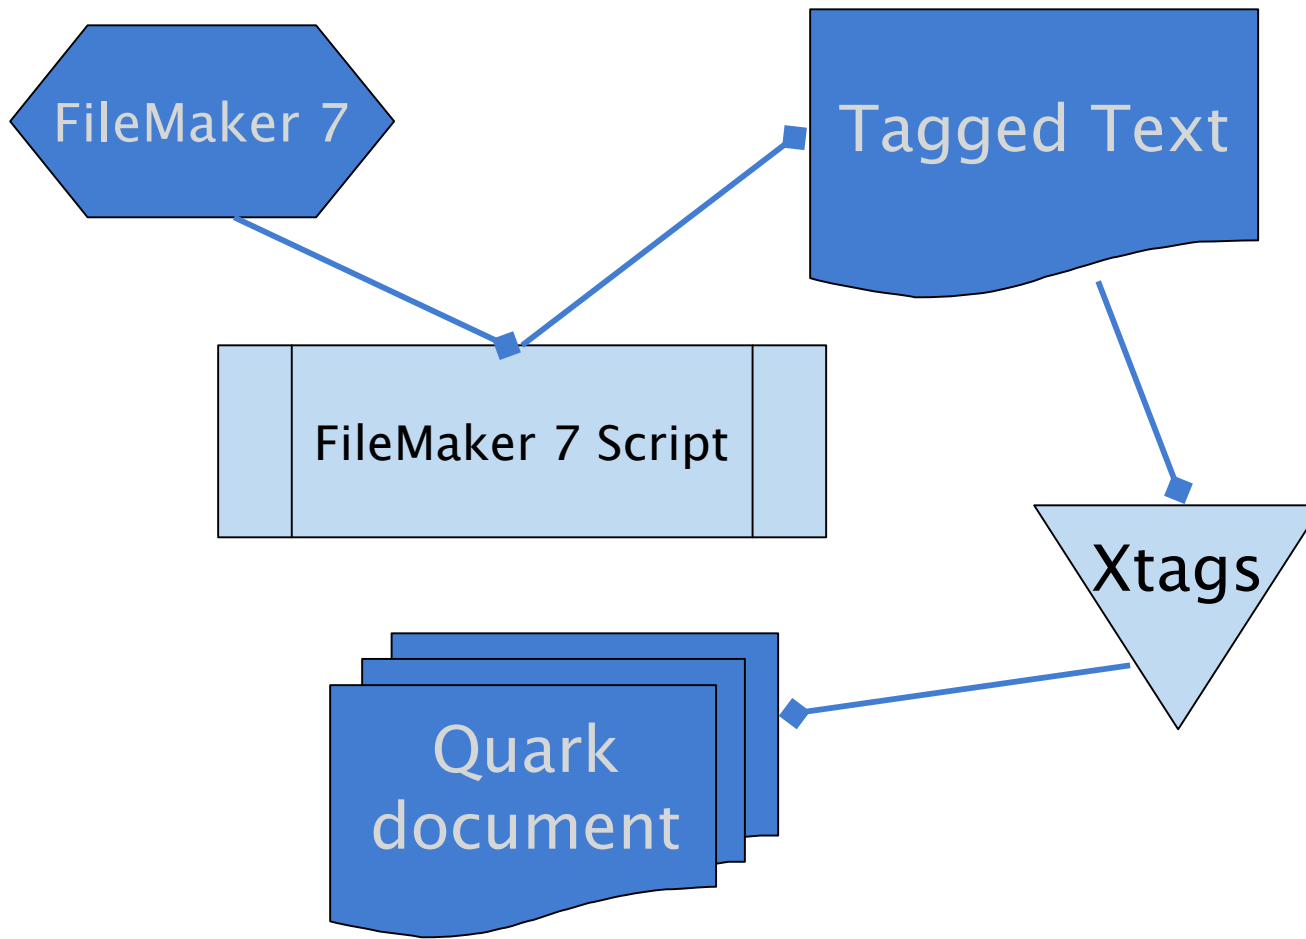 FileMaker 7
Tagged Text
FileMaker 7 Script
Xtags
Quark
document